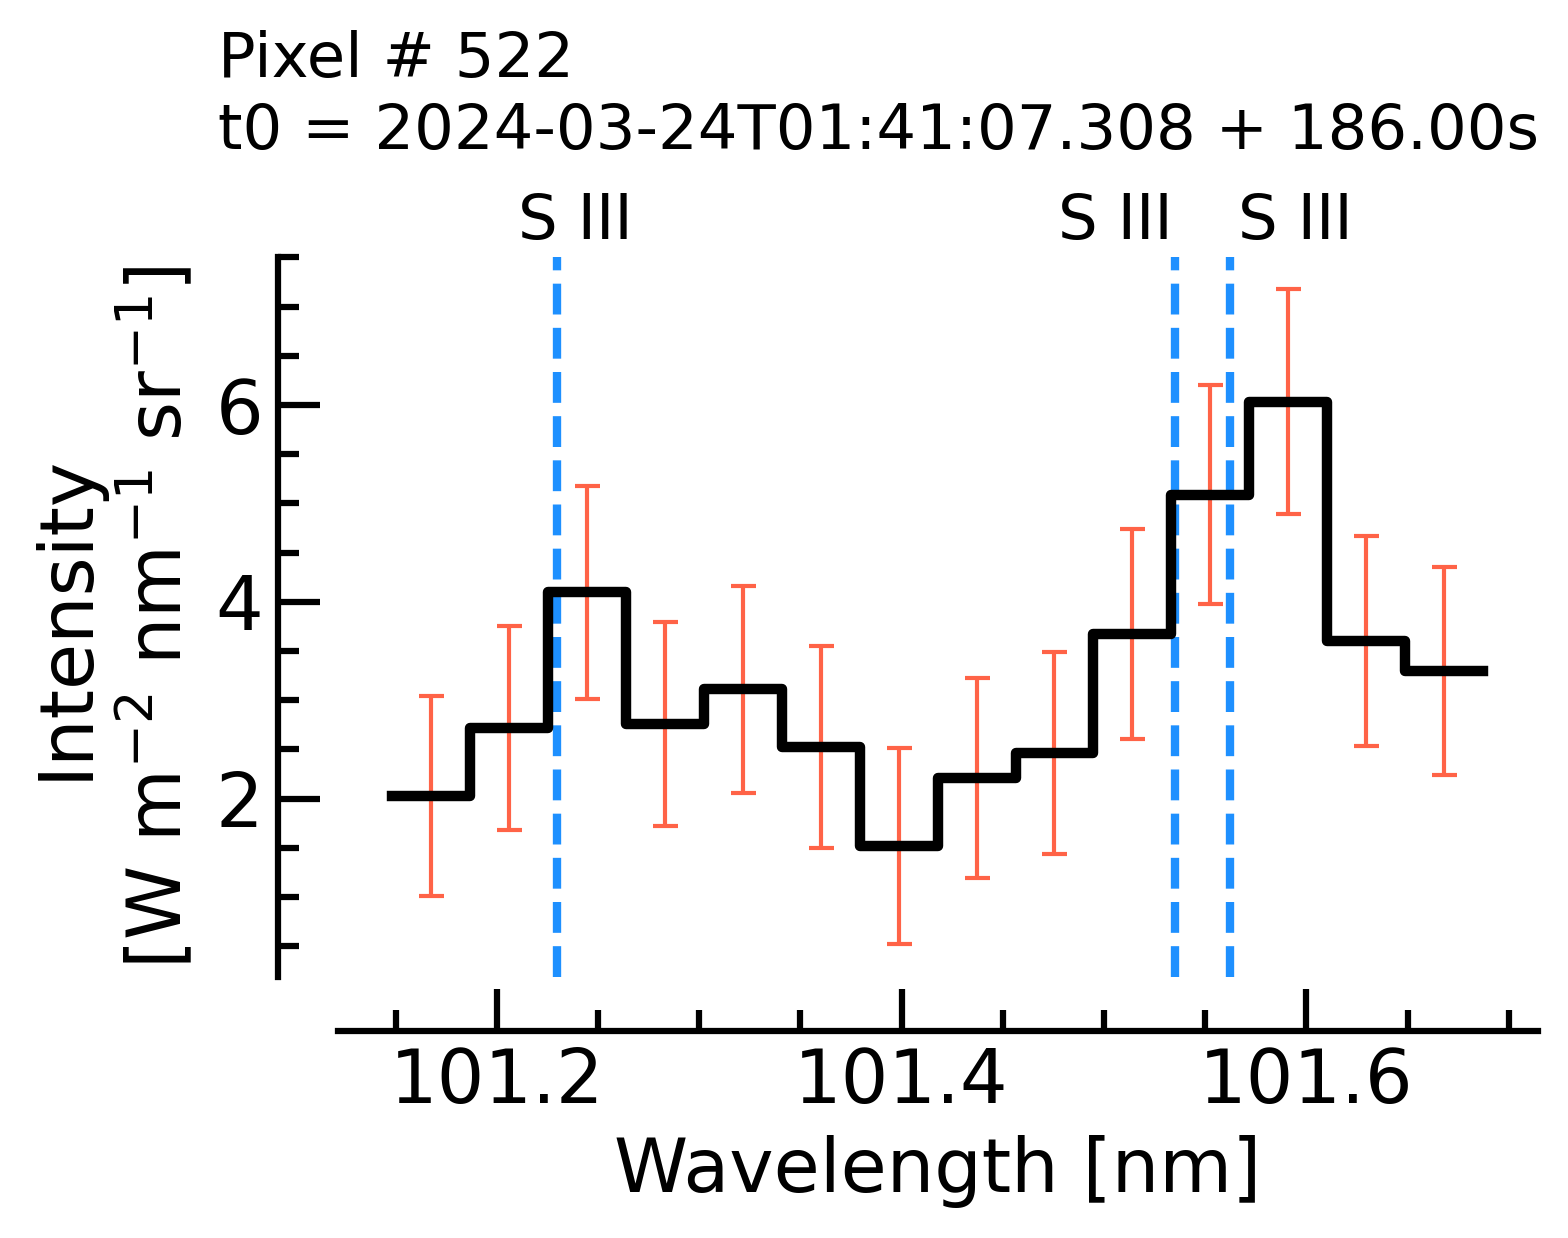 Pixel # 522
t0 = 2024-03-24T01:41:07.308 + 186.00s
S III S III S III
Intensity
[W m⁻² nm⁻¹ sr⁻¹]
6
4
2
101.2 101.4 101.6
Wavelength [nm]